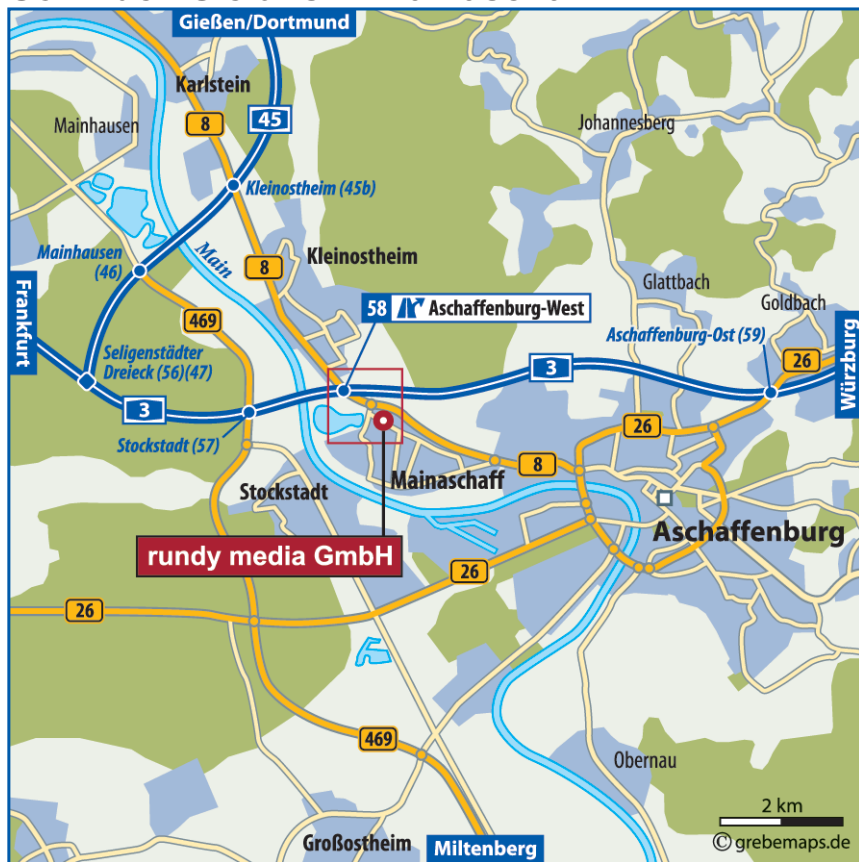 Gießen/Dortmund
Karlstein
Mainhausen
8
45
Johannesberg
Kleinostheim (45b)
Main
Mainhausen
(46)
8
Kleinostheim
Glattbach
Goldbach
Frankfurt
469
58 Aschaffenburg-West
Aschaffenburg-Ost (59)
Würzburg
Seligenstädter
Dreieck (56)(47)
3
26
3
Stockstadt (57)
26
Mainaschaff
8
Stockstadt
Aschaffenburg
rundy media GmbH
26
26
469
Obernau
2 km
Großostheim
Miltenberg
© grebemaps.de